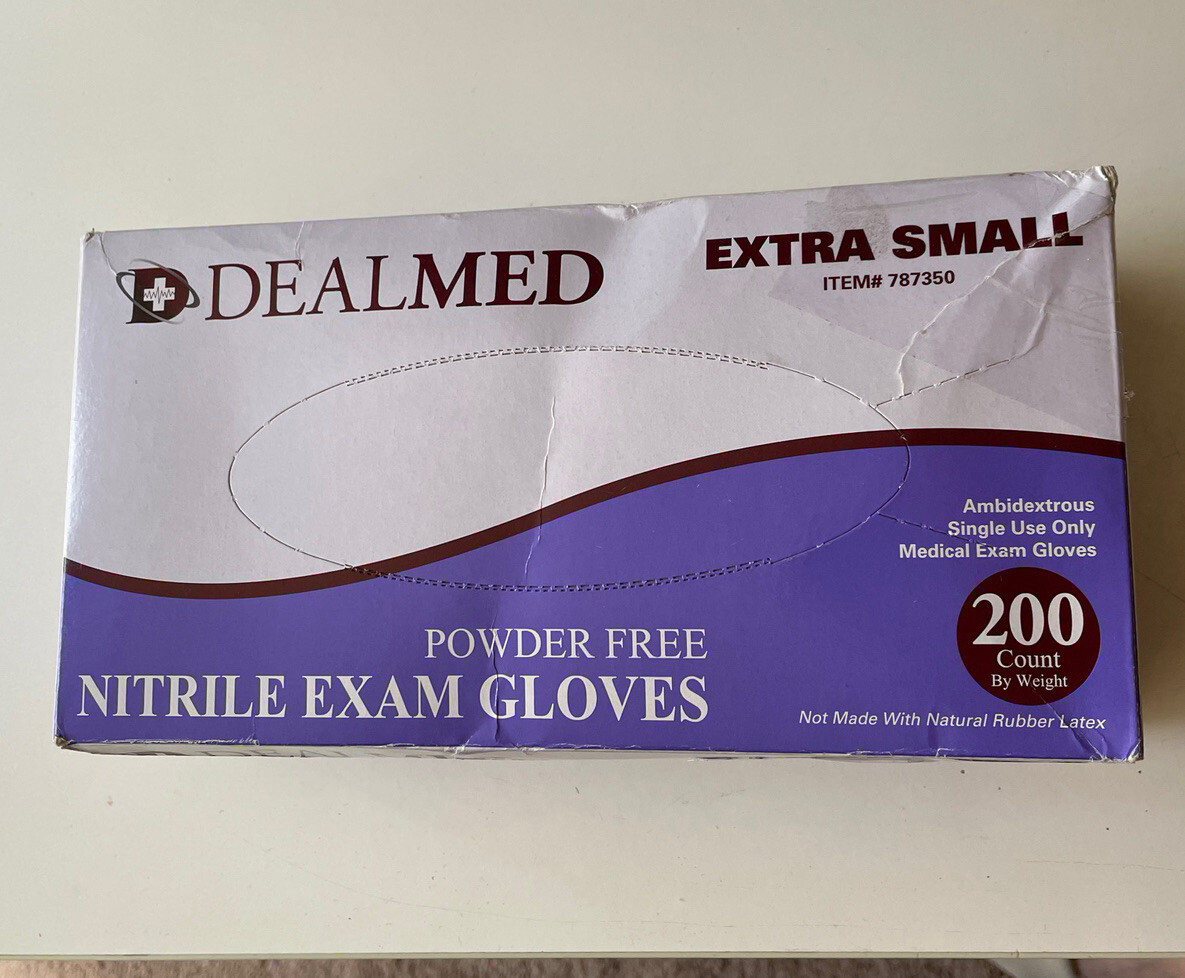 DEALMED
EXTRA SMALL
ITEM# 787350
Ambidextrous
Single Use Only
Medical Exam Gloves
200
Count
By Weight
POWDER FREE
NITRILE EXAM GLOVES
Not Made With Natural Rubber Latex